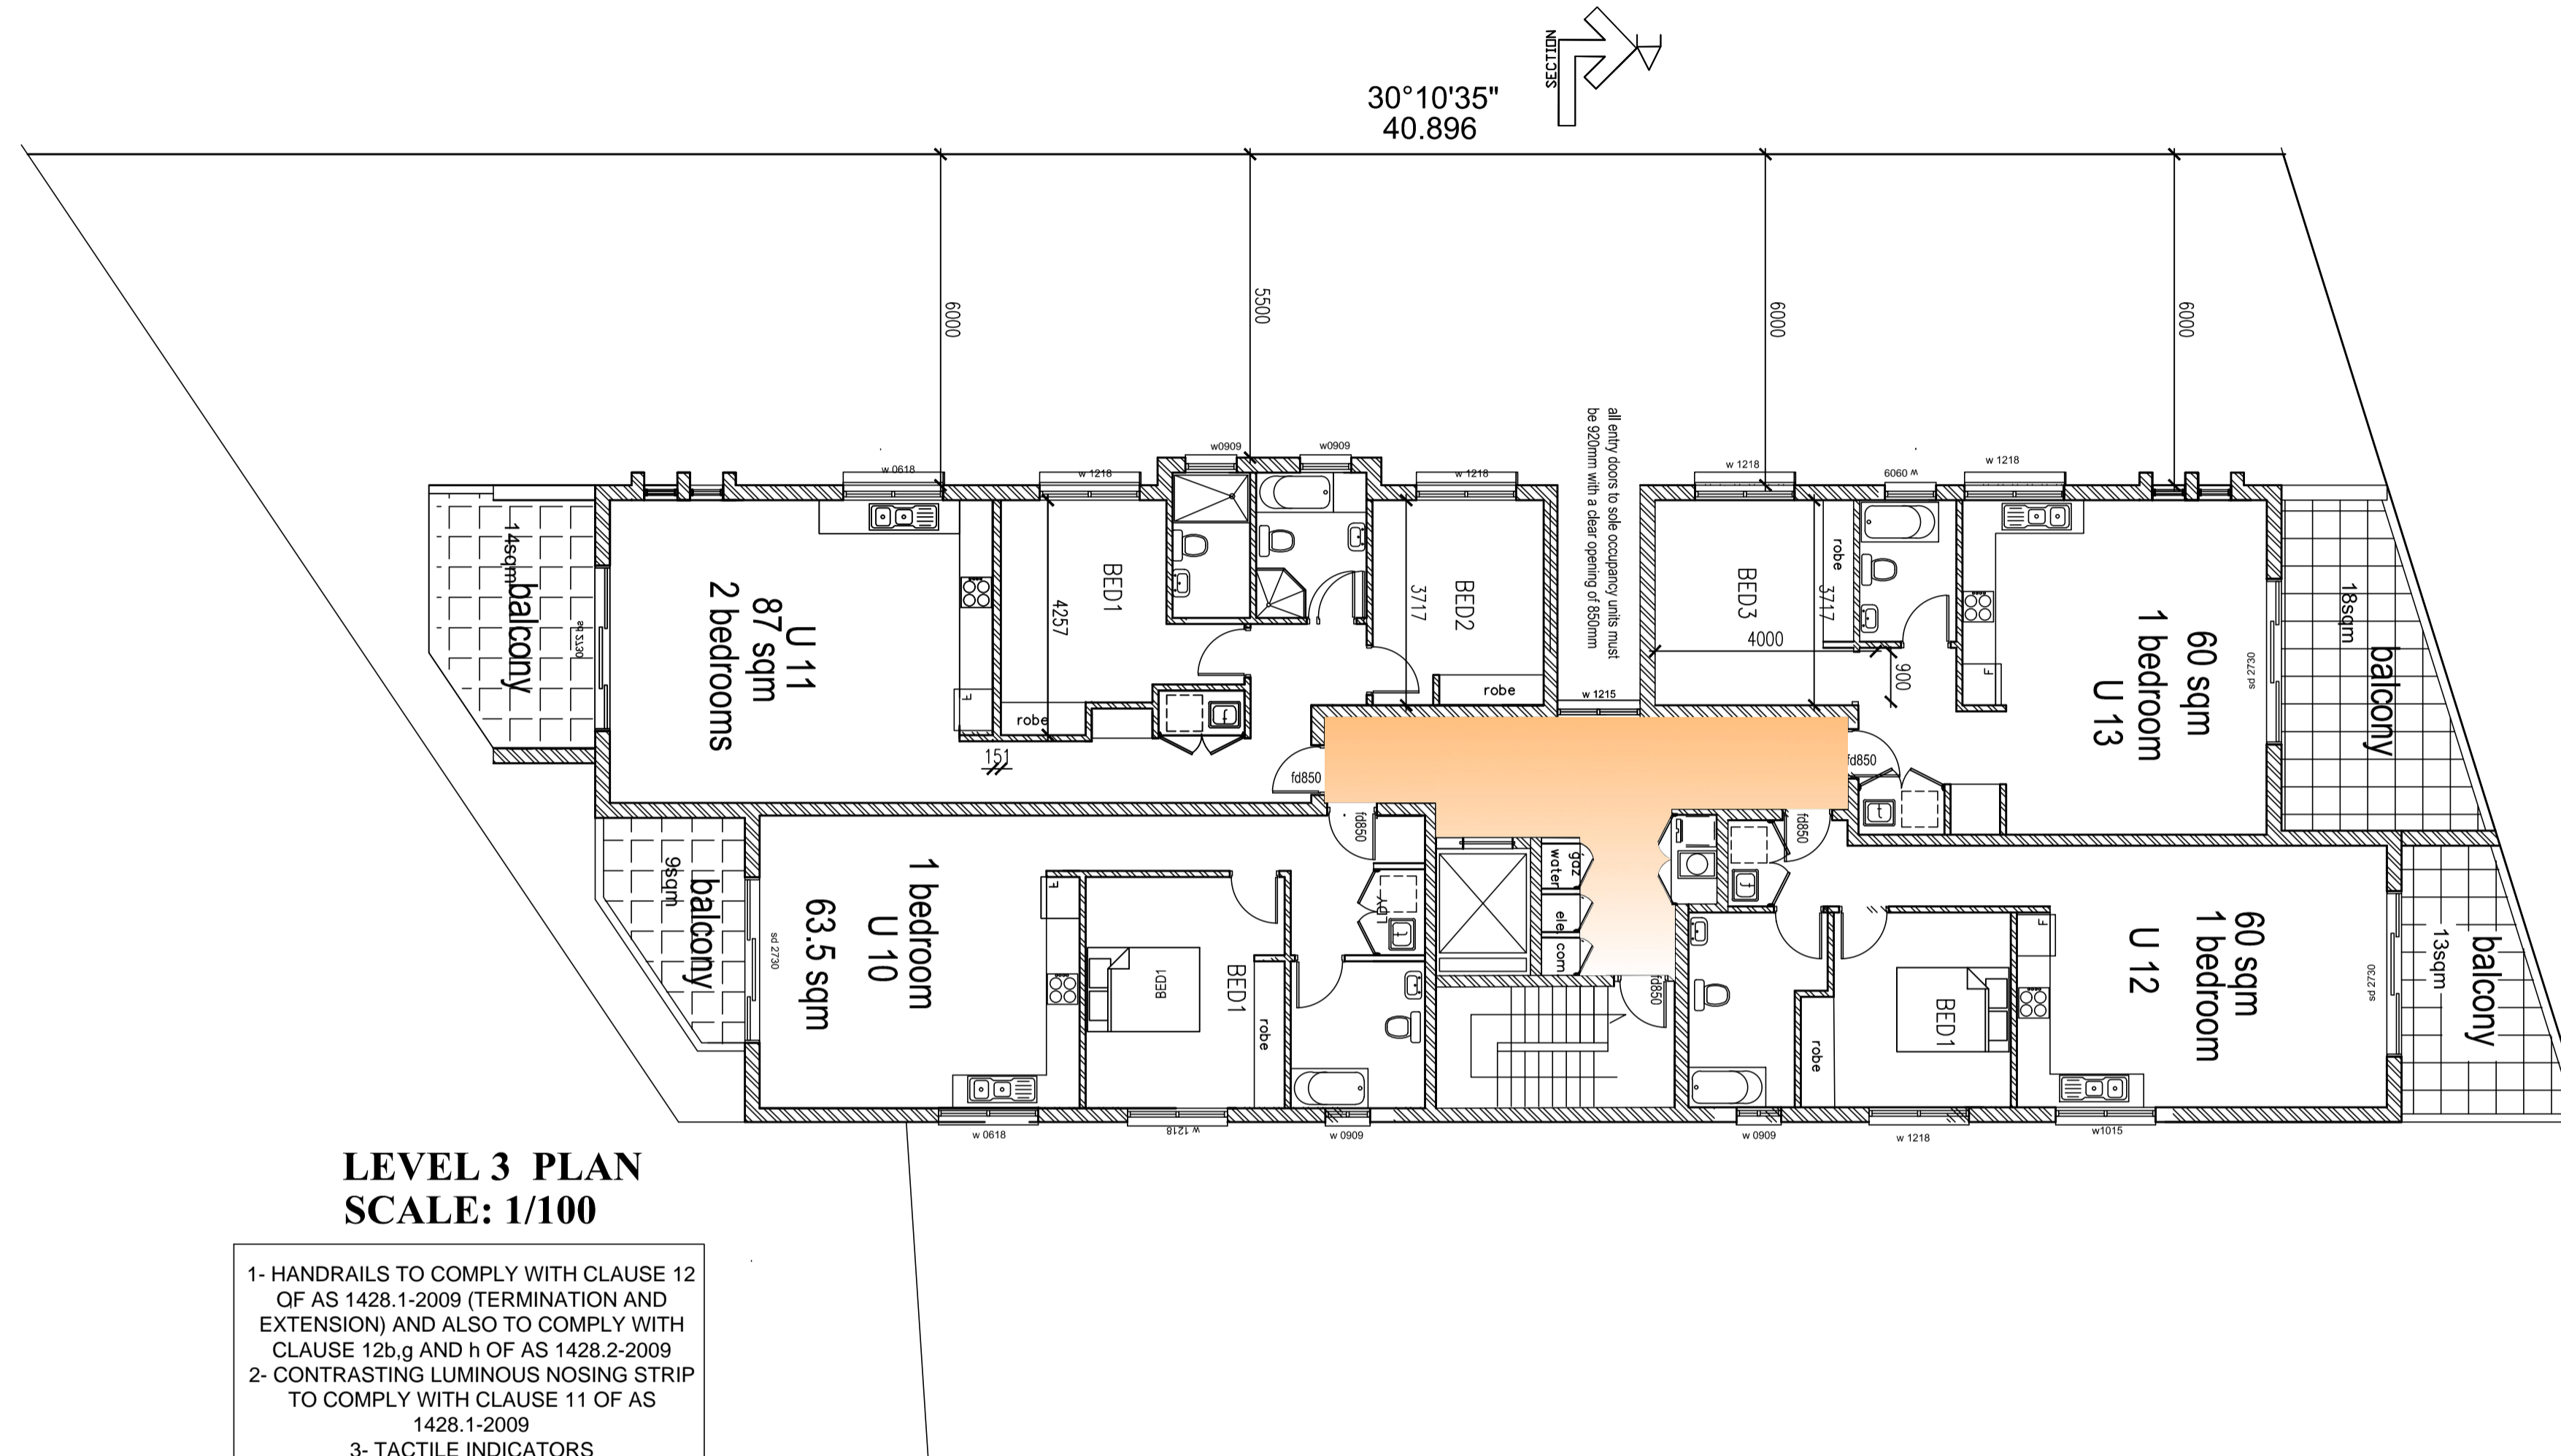 SECTION
30°10'35"
40.896
6000
5500
6000
6000
all entry doors to sole occupancy units must
be 920mm with a clear opening of 850mm
w0909
w0909
w 0618
w 1218
w 1218
w 1218
w 0909
w 1218
14sqm
balcony
sd 2730
U 11
87 sqm
2 bedrooms
F
BED1
4257
robe
151
3717
BED2
robe
w 1215
BED3
4000
robe
3717
900
F
60 sqm
1 bedroom
U 13
sd 2730
18sqm
balcony
fd850
fd850
fd850
fd850
9sqm
balcony
sd 2730
1 bedroom
U 10
63.5 sqm
F
BED1
BED1
robe
LDY
gaz
water
ele
com
fd850
robe
BED1
F
60 sqm
1 bedroom
U 12
sd 2730
13sqm
balcony
w 0618
w 1218
w 0909
w 0909
w 1218
w1015
LEVEL 3 PLAN
SCALE: 1/100
1- HANDRAILS TO COMPLY WITH CLAUSE 12
OF AS 1428.1-2009 (TERMINATION AND
EXTENSION) AND ALSO TO COMPLY WITH
CLAUSE 12b,g AND h OF AS 1428.2-2009
2- CONTRASTING LUMINOUS NOSING STRIP
TO COMPLY WITH CLAUSE 11 OF AS
1428.1-2009
3- TACTILE INDICATORS